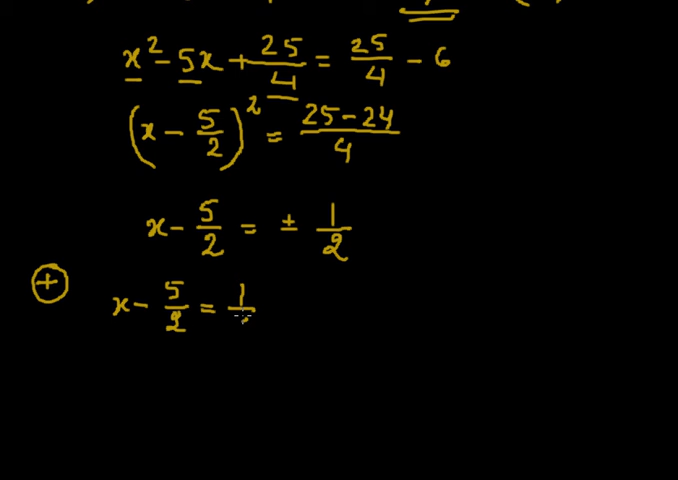 x² - 5x + 25/4 = 25/4 - 6
(x - 5/2)² = (25 - 24)/4
x - 5/2 = ± 1/2
⊕ x - 5/2 = 1/